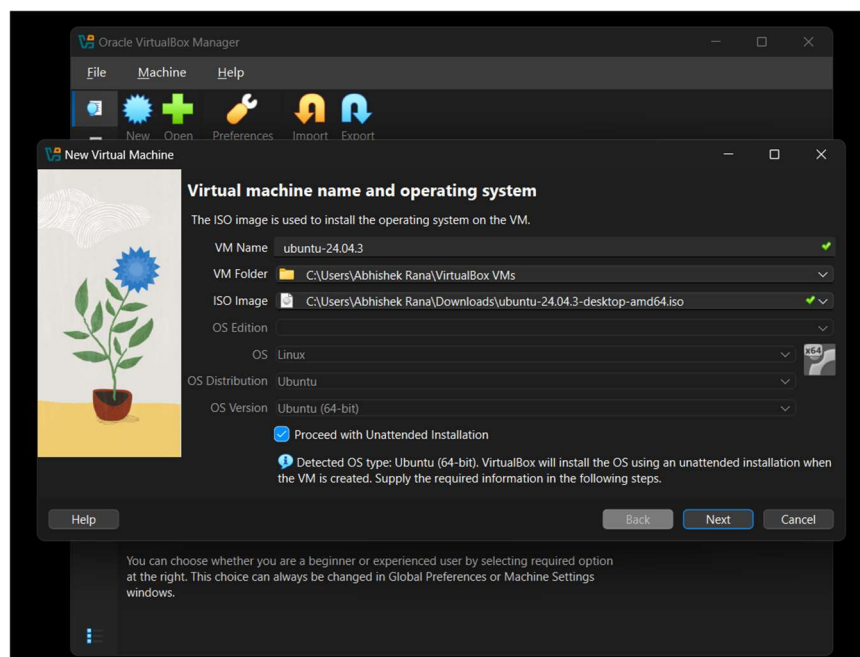 Oracle VirtualBox Manager
File Machine Help
New Open Preferences Import Export
New Virtual Machine
Virtual machine name and operating system
The ISO image is used to install the operating system on the VM.
VM Name ubuntu-24.04.3
VM Folder C:\Users\Abhishek Rana\VirtualBox VMs
ISO Image C:\Users\Abhishek Rana\Downloads\ubuntu-24.04.3-desktop-amd64.iso
OS Edition
OS Linux
x64
OS Distribution Ubuntu
OS Version Ubuntu (64-bit)
Proceed with Unattended Installation
Detected OS type: Ubuntu (64-bit). VirtualBox will install the OS using an unattended installation when
the VM is created. Supply the required information in the following steps.
Help Back Next Cancel
You can choose whether you are a beginner or experienced user by selecting required option
at the right. This choice can always be changed in Global Preferences or Machine Settings
windows.